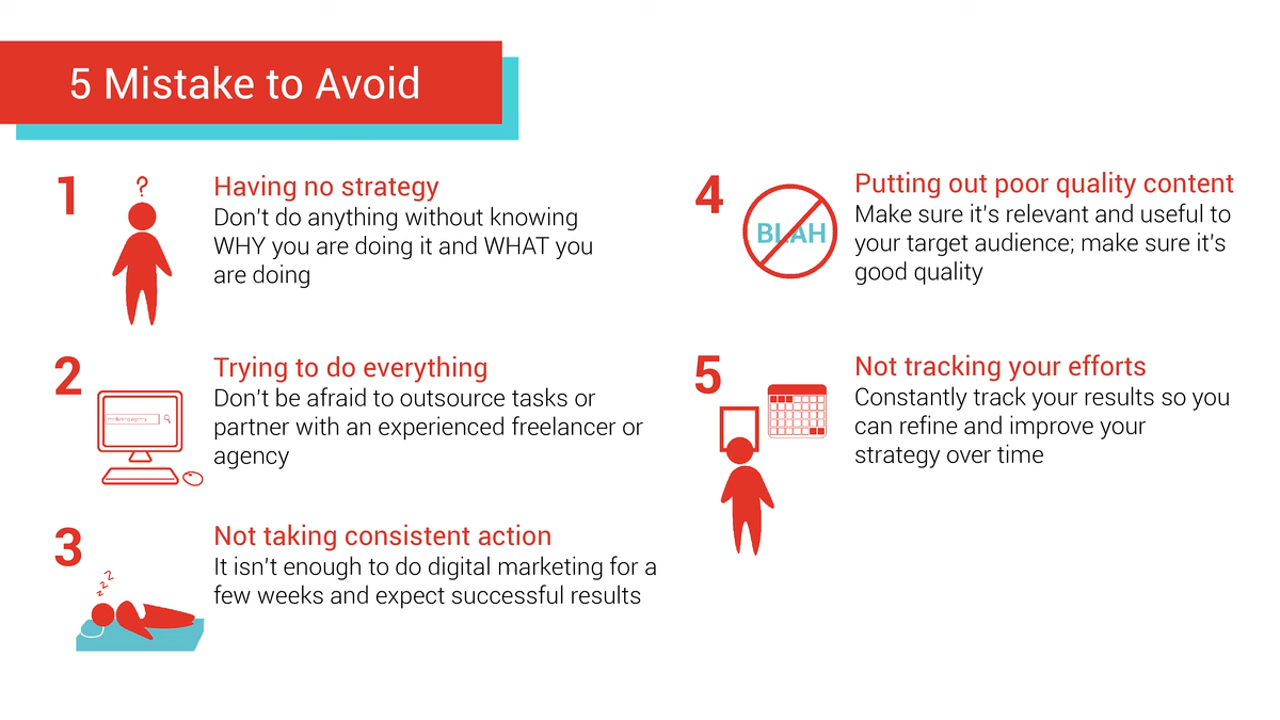 5 Mistake to Avoid
1
?
Having no strategy
Don't do anything without knowing
WHY you are doing it and WHAT you
are doing
2
Trying to do everything
Don't be afraid to outsource tasks or
partner with an experienced freelancer or
agency
3
zzz
Not taking consistent action
It isn't enough to do digital marketing for a
few weeks and expect successful results
4
BLAH
Putting out poor quality content
Make sure it's relevant and useful to
your target audience; make sure it's
good quality
5
Not tracking your efforts
Constantly track your results so you
can refine and improve your
strategy over time